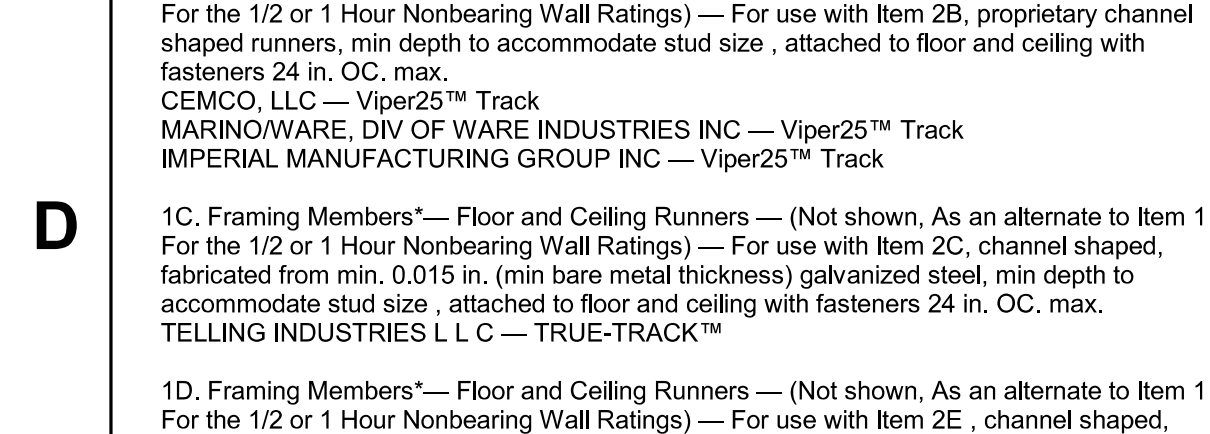 For the 1/2 or 1 Hour Nonbearing Wall Ratings) — For use with Item 2B, proprietary channel
shaped runners, min depth to accommodate stud size , attached to floor and ceiling with
fasteners 24 in. OC. max.
CEMCO, LLC — Viper25™ Track
MARINO/WARE, DIV OF WARE INDUSTRIES INC — Viper25™ Track
IMPERIAL MANUFACTURING GROUP INC — Viper25™ Track
D
1C. Framing Members*— Floor and Ceiling Runners — (Not shown, As an alternate to Item 1
For the 1/2 or 1 Hour Nonbearing Wall Ratings) — For use with Item 2C, channel shaped,
fabricated from min. 0.015 in. (min bare metal thickness) galvanized steel, min depth to
accommodate stud size , attached to floor and ceiling with fasteners 24 in. OC. max.
TELLING INDUSTRIES L L C — TRUE-TRACK™
1D. Framing Members*— Floor and Ceiling Runners — (Not shown, As an alternate to Item 1
For the 1/2 or 1 Hour Nonbearing Wall Ratings) — For use with Item 2E , channel shaped,